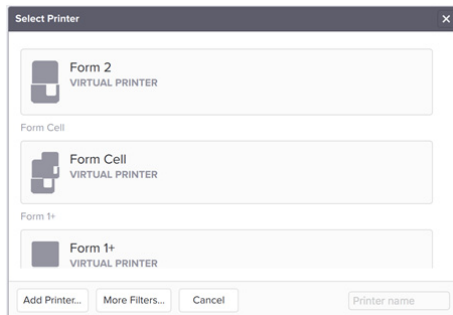 Select Printer
Form 2
VIRTUAL PRINTER
Form Cell
Form Cell
VIRTUAL PRINTER
Form 1+
Form 1+
VIRTUAL PRINTER
Add Printer... More Filters... Cancel Printer name